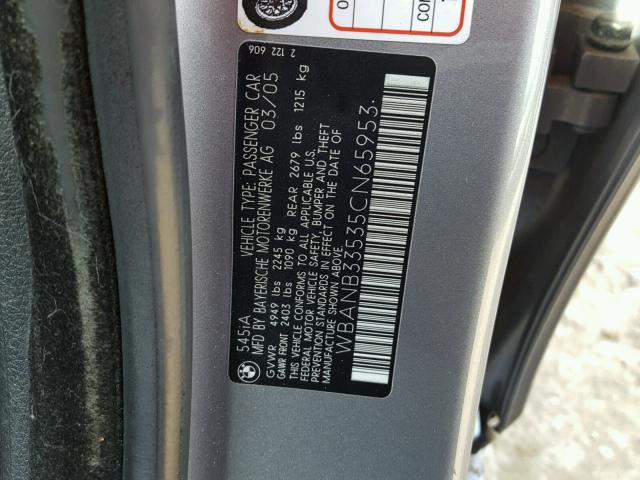 545iA VEHICLE TYPE: PASSENGER CAR
MFD BY BAYERISCHE MOTORENWERKE AG 03/05
GVWR 4949 lbs 2245 kg
GAWR FRONT 2403 lbs 1090 kg REAR 2679 lbs 1215 kg
THIS VEHICLE CONFORMS TO ALL APPLICABLE U.S.
FEDERAL MOTOR VEHICLE SAFETY, BUMPER AND THEFT
PREVENTION STANDARDS IN EFFECT ON THE DATE OF
MANUFACTURE SHOWN ABOVE.
WBANB33535CN65953
2 122 606